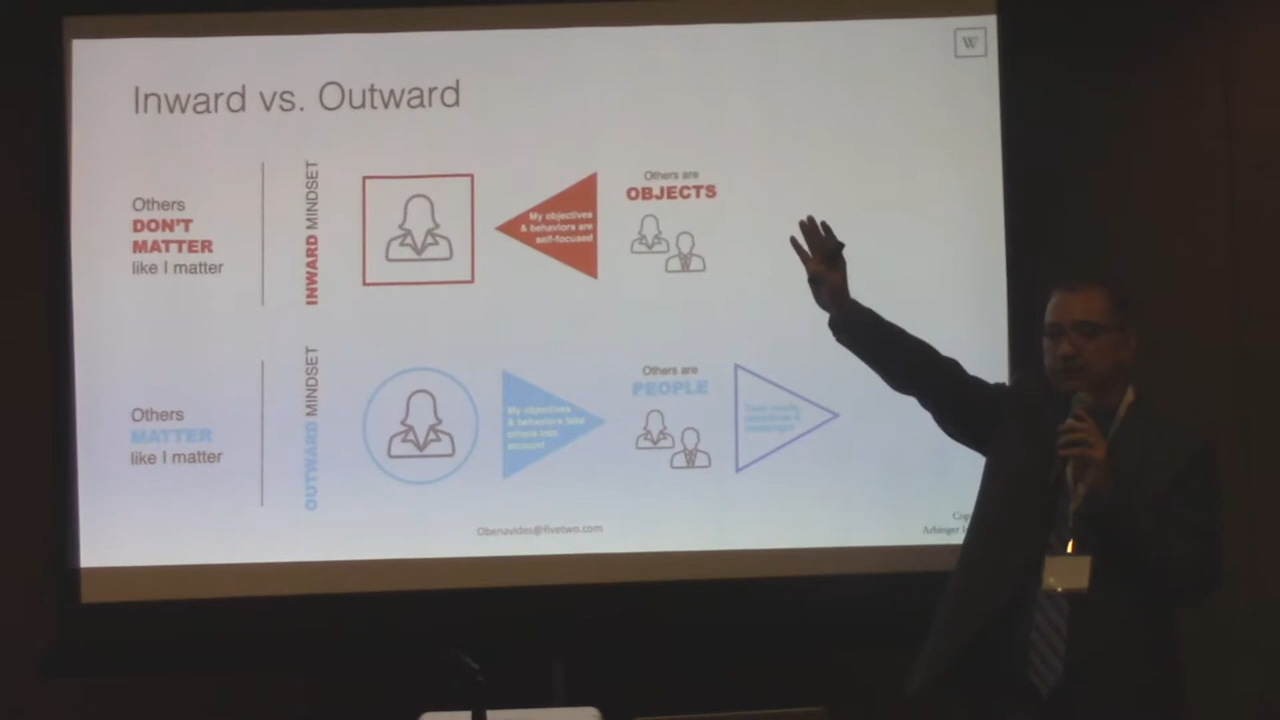 W
Inward vs. Outward
Others
DON'T
MATTER
like I matter
INWARD MINDSET
My objectives
& behaviors are
self-focused
Others are
OBJECTS
Others
MATTER
like I matter
OUTWARD MINDSET
My objectives
& behaviors take
others into
account
Others are
PEOPLE
Obenavides@fivetwo.com
Arbinger